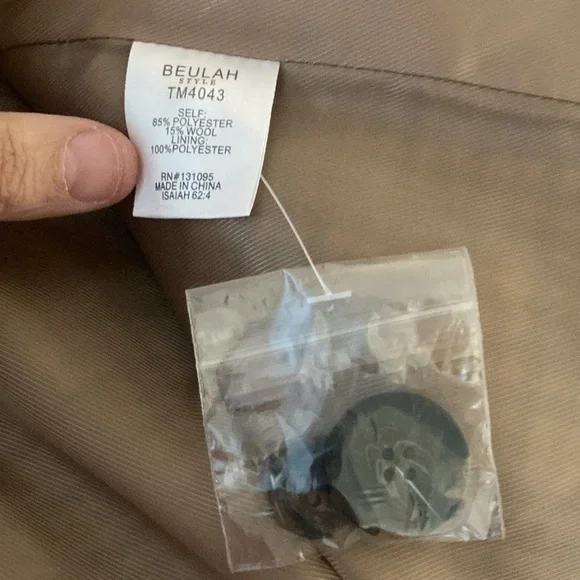 BEULAH
STYLE
TM4043
SELF:
85% POLYESTER
15% WOOL
LINING:
100%POLYESTER
RN#131095
MADE IN CHINA
ISAIAH 62:4